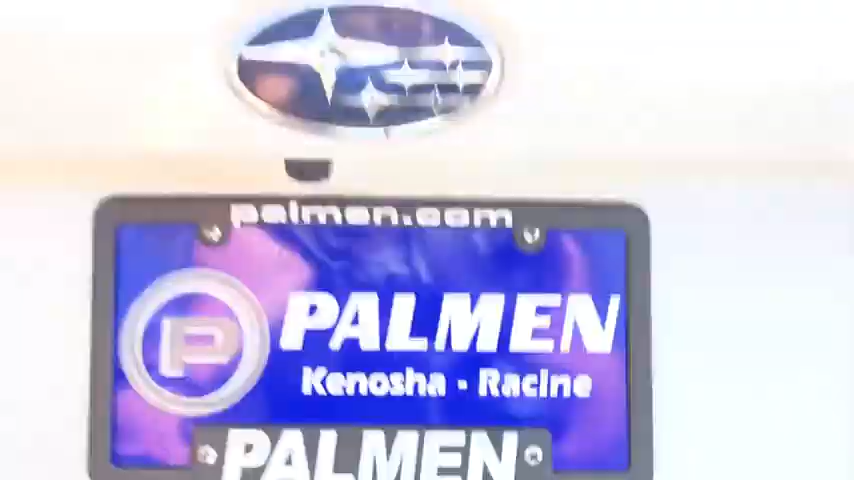 palmen.com
P
PALMEN
Kenosha - Racine
PALMEN